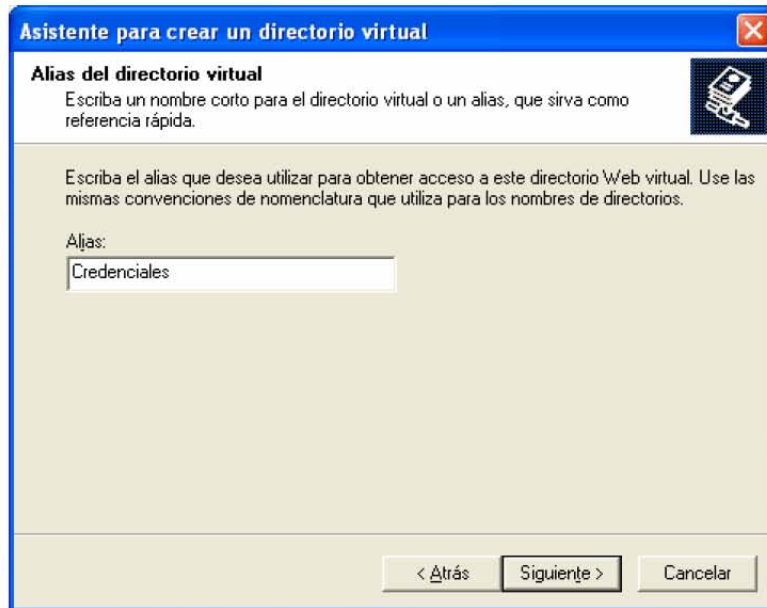 Asistente para crear un directorio virtual
Alias del directorio virtual
Escriba un nombre corto para el directorio virtual o un alias, que sirva como
referencia rápida.
Escriba el alias que desea utilizar para obtener acceso a este directorio Web virtual. Use las
mismas convenciones de nomenclatura que utiliza para los nombres de directorios.
Alias:
Credenciales
< Atrás Siguiente > Cancelar